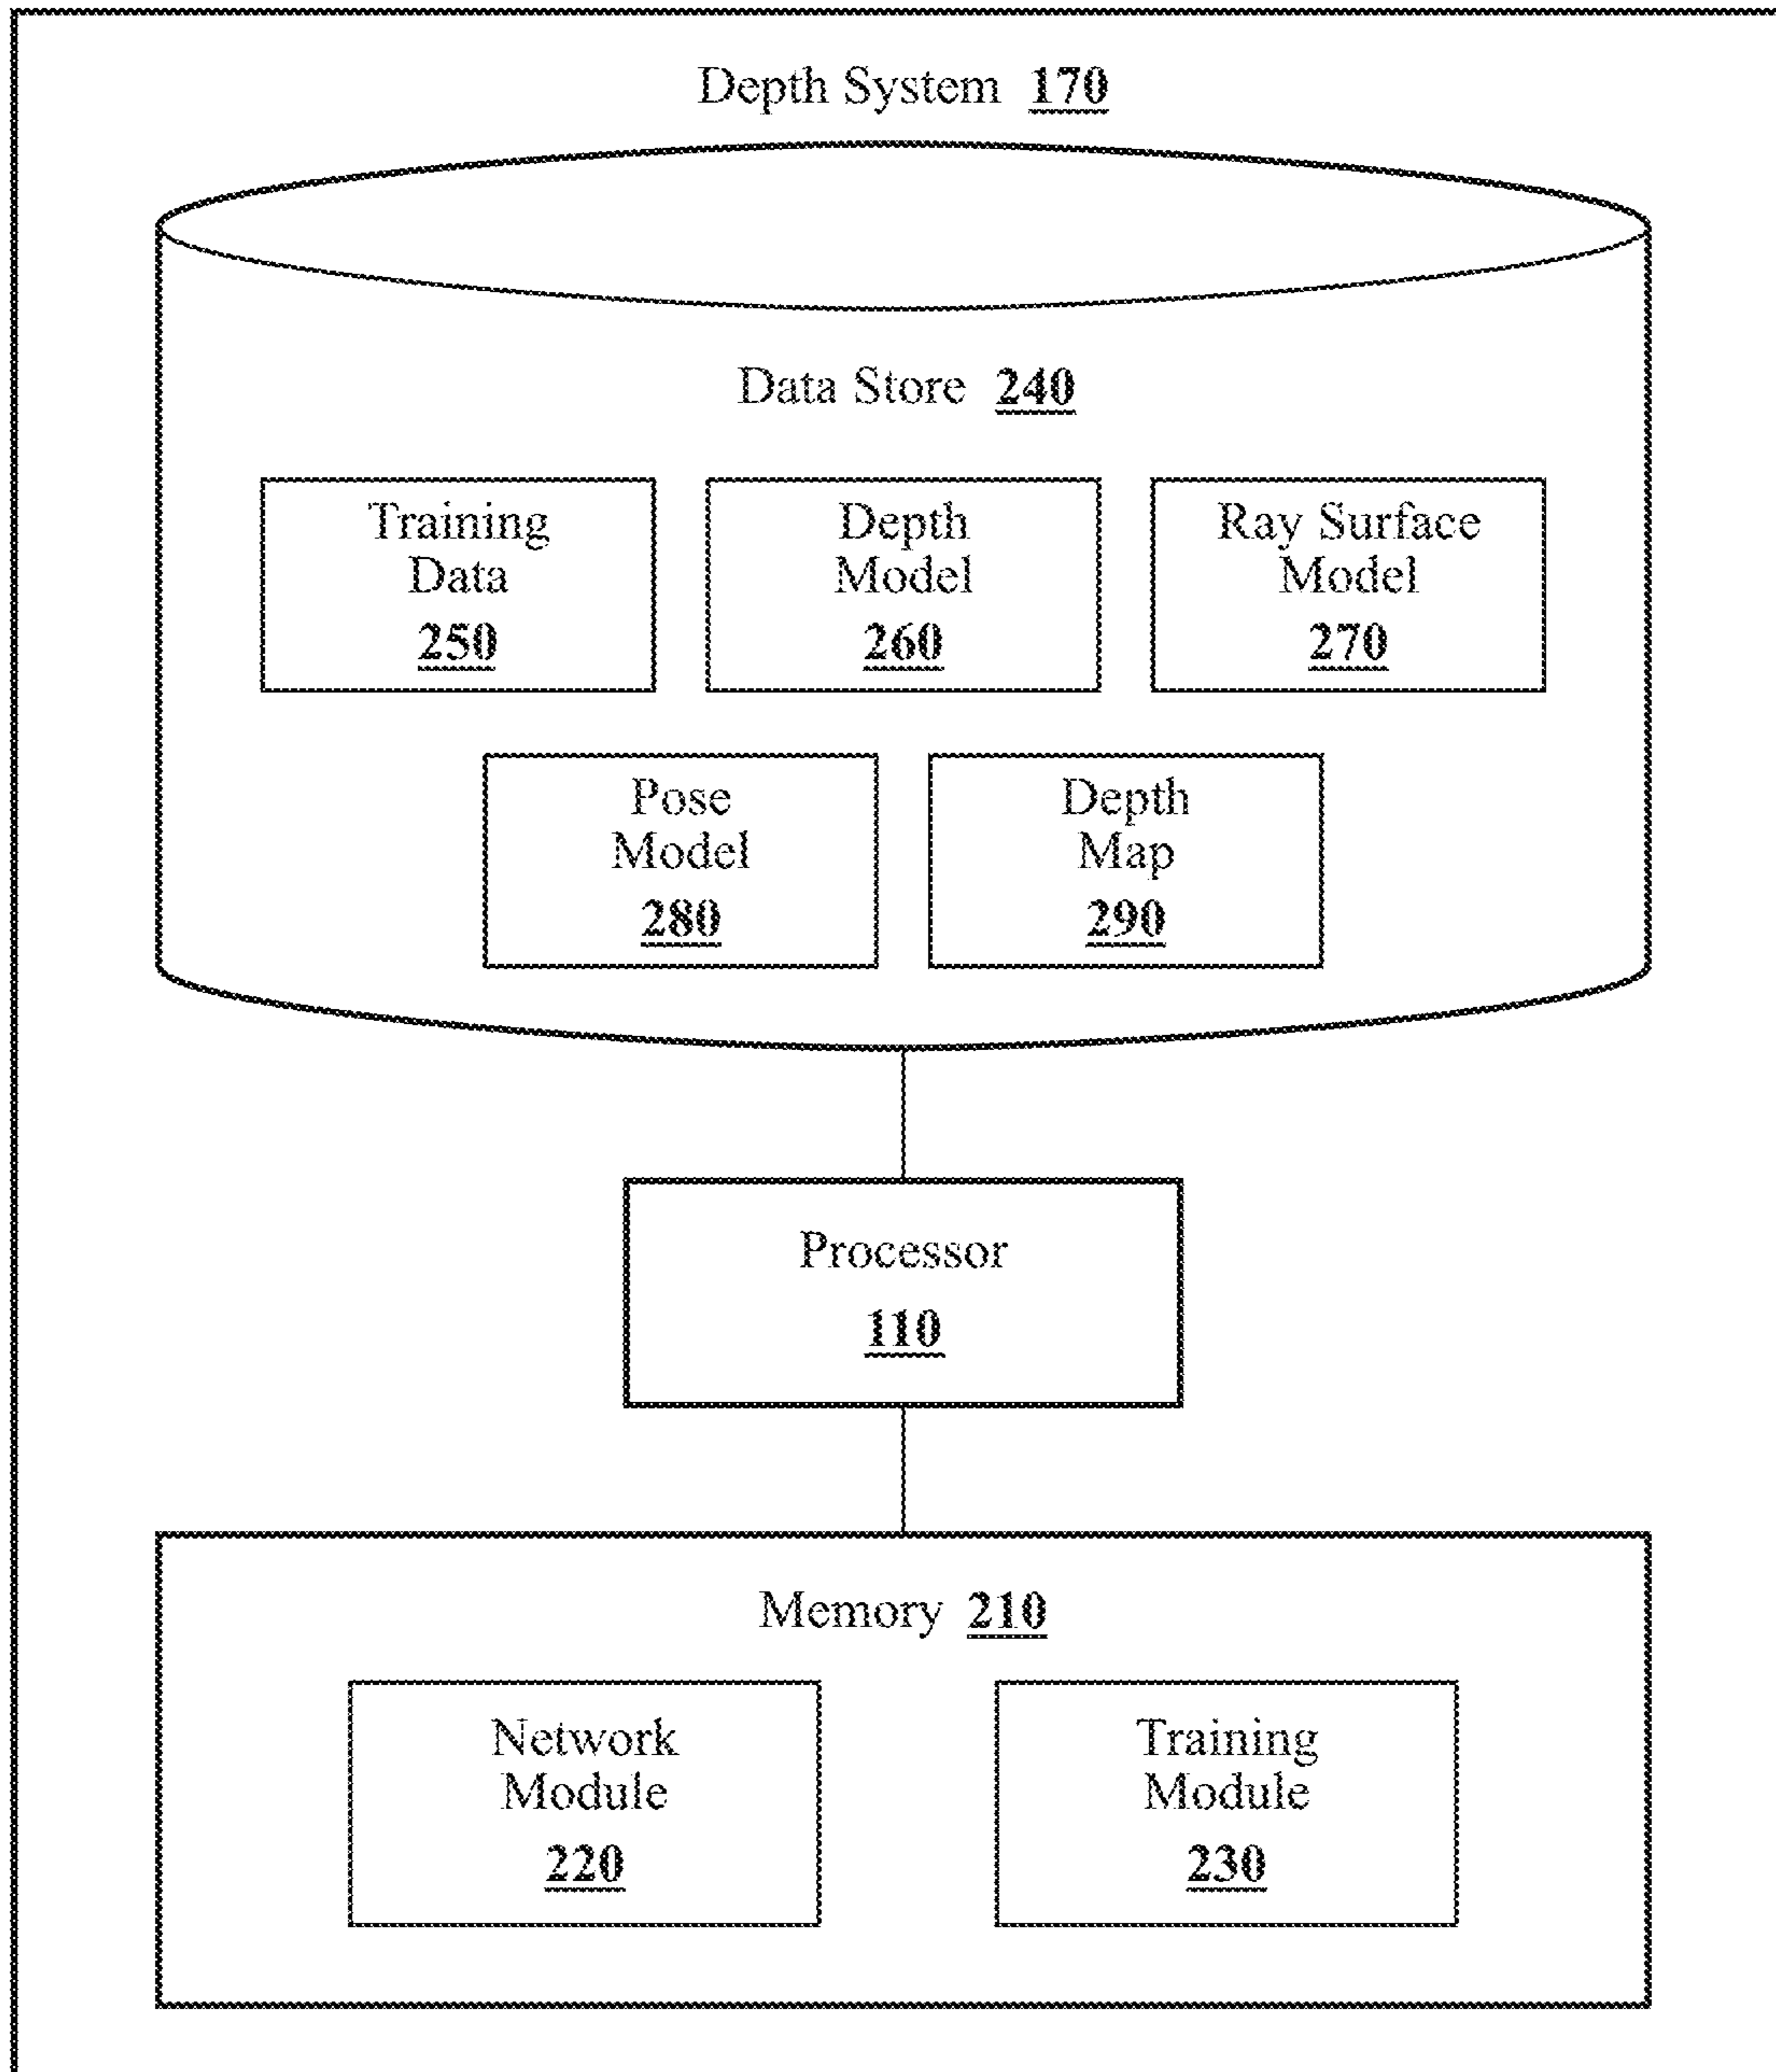 Depth System 170
Data Store 240
Training
Data
250
Depth
Model
260
Ray Surface
Model
270
Pose
Model
280
Depth
Map
290
Processor
110
Memory 210
Network
Module
220
Training
Module
230